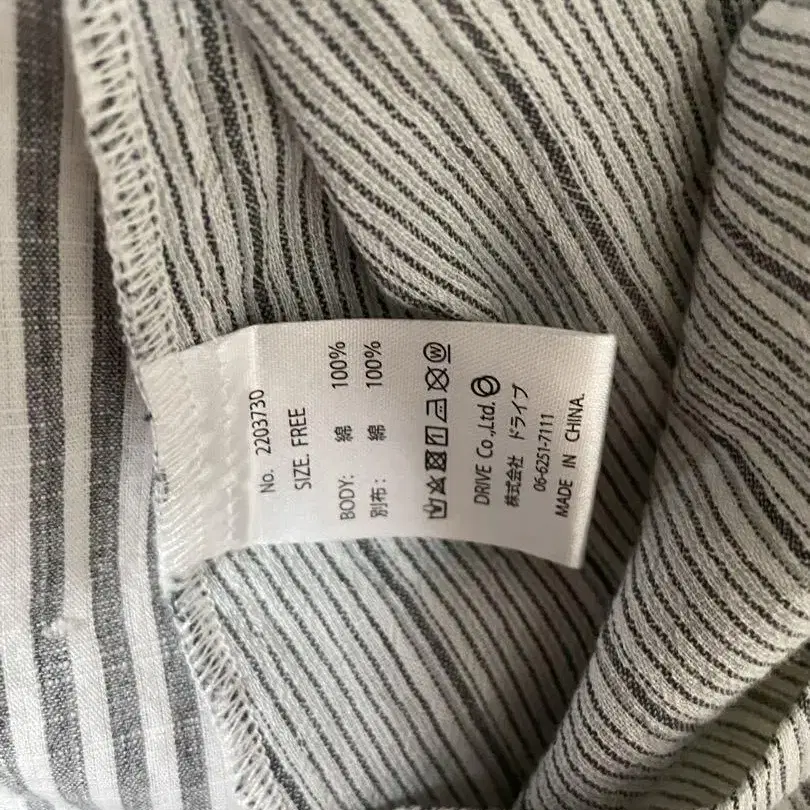 No. 2203730
SIZE. FREE
BODY: 綿 100%
別布: 綿 100%
DRIVE Co.,Ltd.
株式会社 ドライブ
06-6251-7111
MADE IN CHINA.